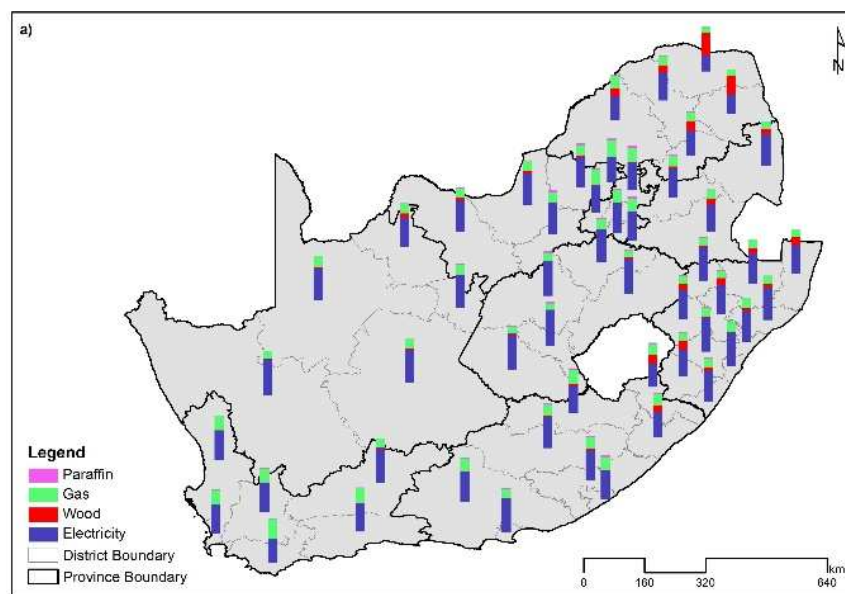 a)
N
Legend
Paraffin
Gas
Wood
Electricity
District Boundary
Province Boundary
km
0 160 320 640